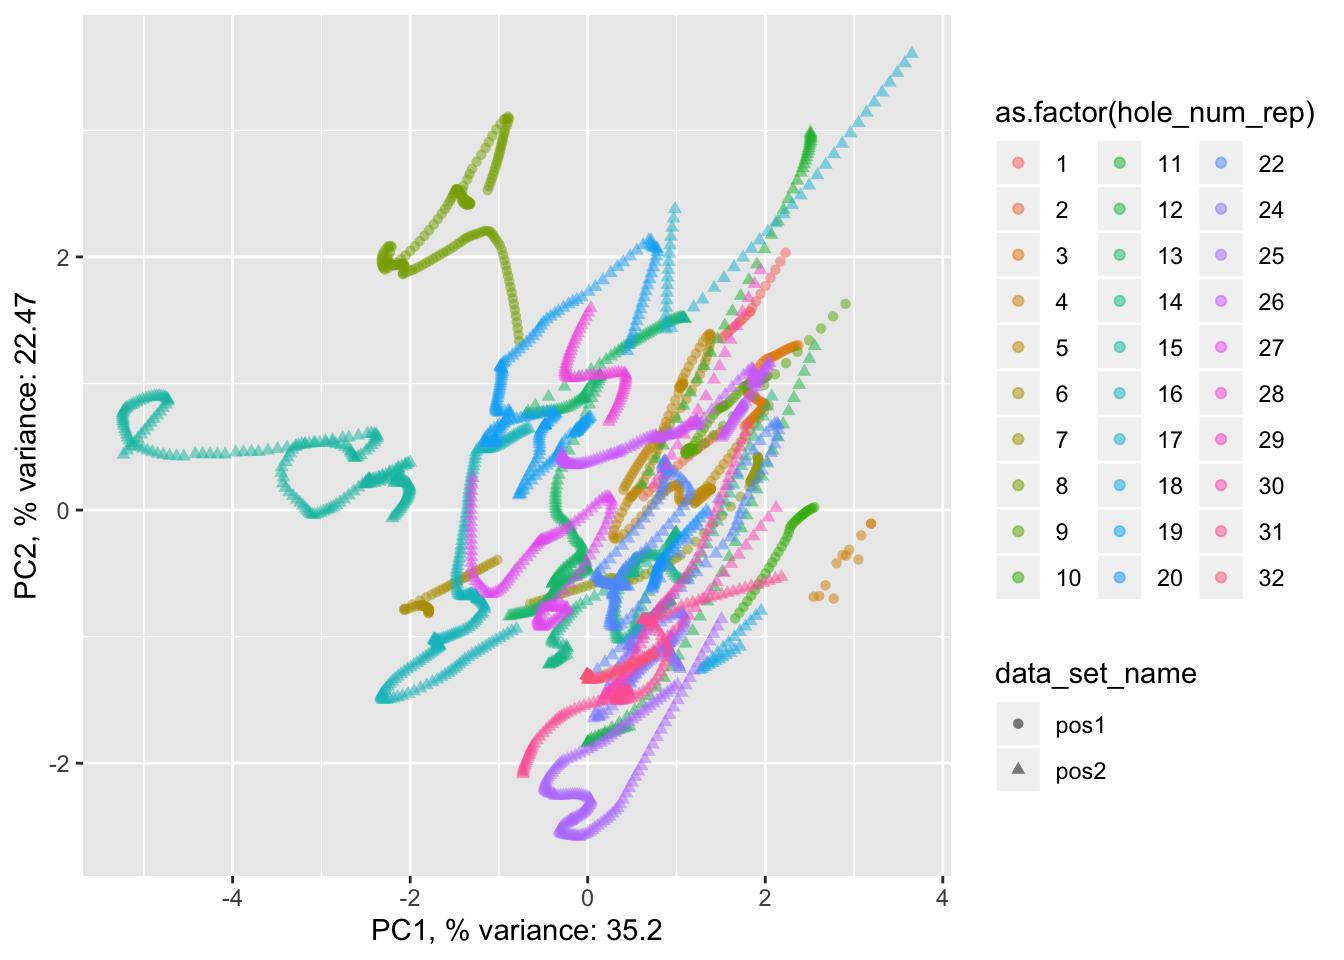 PC2, % variance: 22.47
2
0
-2
-4
-2
0
2
4
PC1, % variance: 35.2
as.factor(hole_num_rep)
1 11 22
2 12 24
3 13 25
4 14 26
5 15 27
6 16 28
7 17 29
8 18 30
9 19 31
10 20 32
data_set_name
pos1
pos2